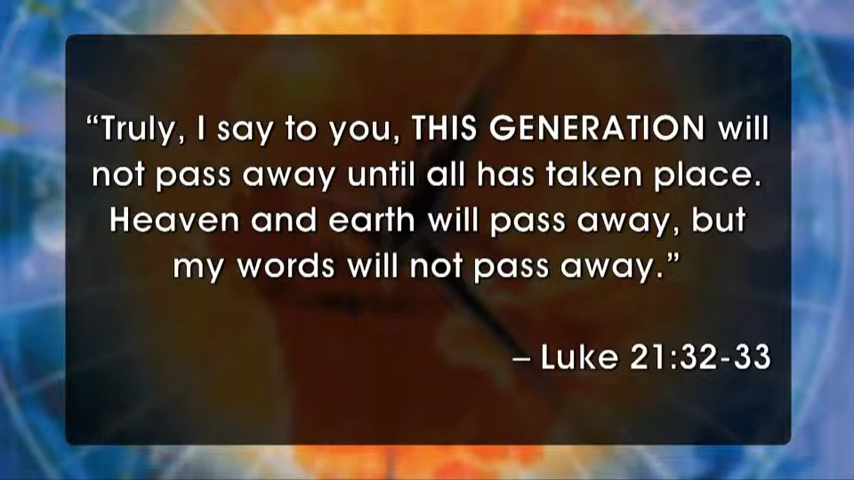 “Truly, I say to you, THIS GENERATION will
not pass away until all has taken place.
Heaven and earth will pass away, but
my words will not pass away.”
– Luke 21:32-33